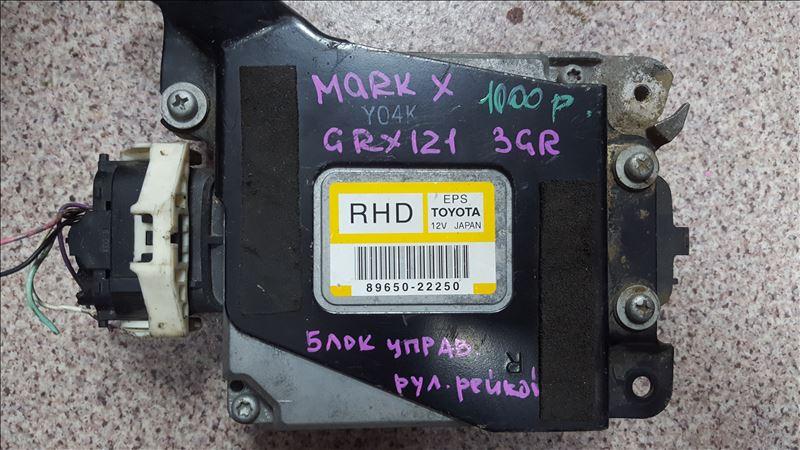 MARK X 1000 р.
Y04K
GRX121 3GR
RHD
EPS
TOYOTA
12V JAPAN
89650-22250
Блок управ.
R
рул. рейкой